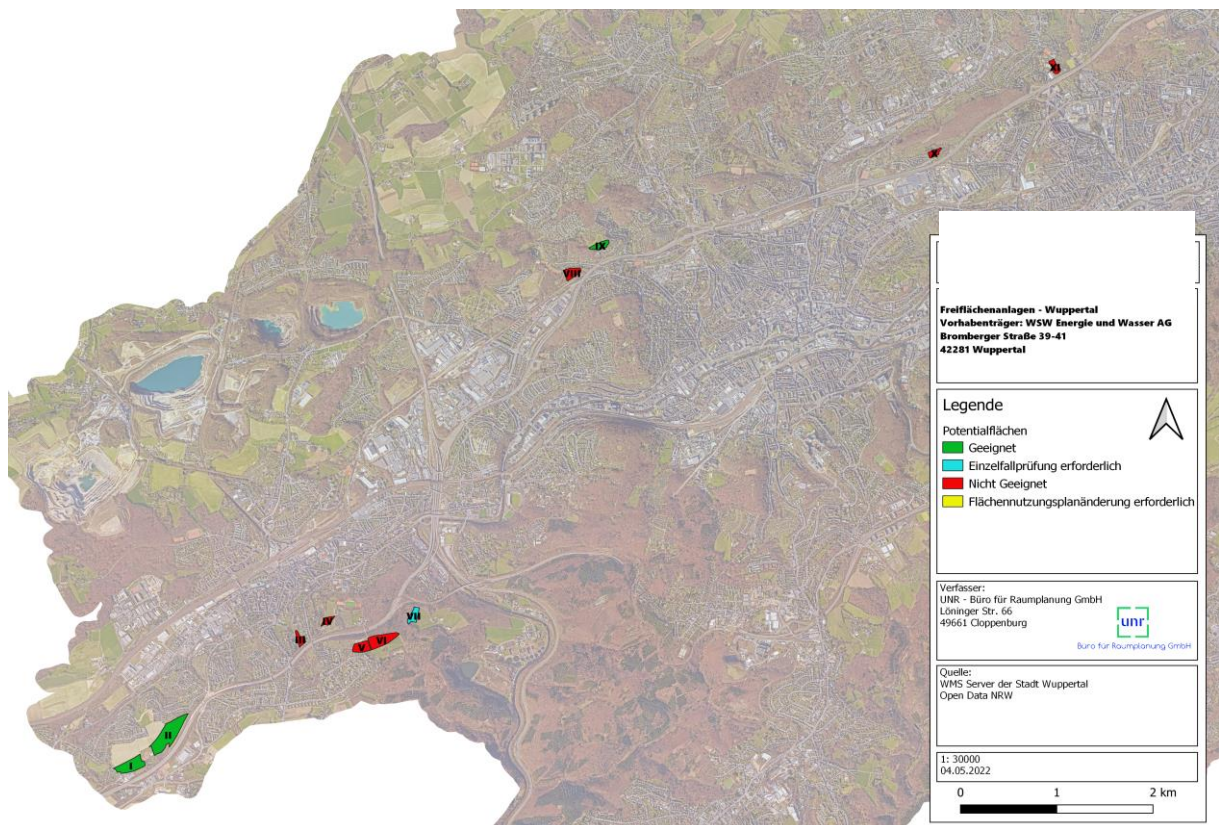 XI
X
IX
VIII
VII
IV
III
V
VI
II
I
Freiflächenanlagen - Wuppertal
Vorhabenträger: WSW Energie und Wasser AG
Bromberger Straße 39-41
42281 Wuppertal
Legende
Potentialflächen
Geeignet
Einzelfallprüfung erforderlich
Nicht Geeignet
Flächennutzungsplanänderung erforderlich
Verfasser:
UNR - Büro für Raumplanung GmbH
Löninger Str. 66
49661 Cloppenburg
unr
Büro für Raumplanung GmbH
Quelle:
WMS Server der Stadt Wuppertal
Open Data NRW
1: 30000
04.05.2022
0 1 2 km